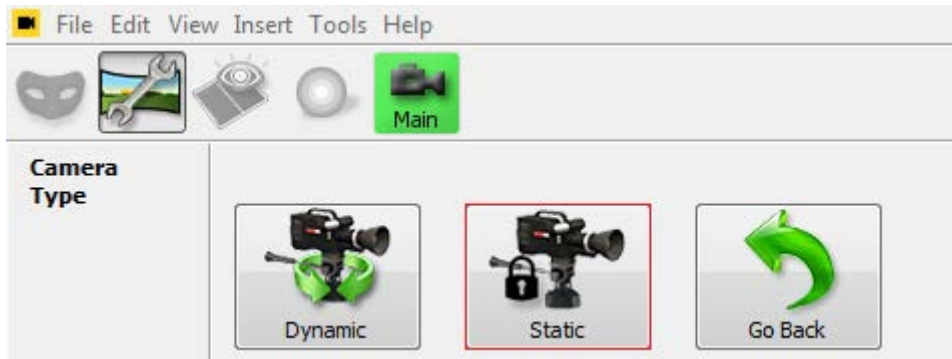 File Edit View Insert Tools Help
Main
Camera
Type
Dynamic Static Go Back